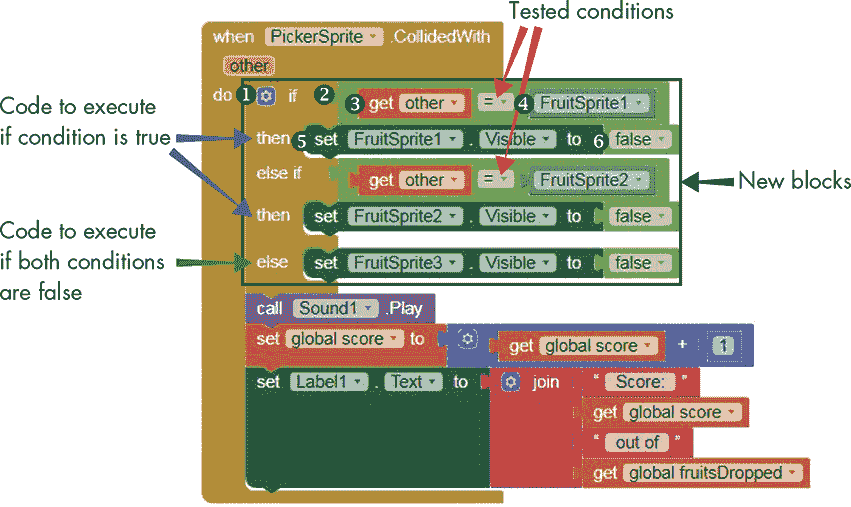 Tested conditions
when PickerSprite .CollidedWith
other
do 1 if 2 3 get other = 4 FruitSprite1
Code to execute
if condition is true
then 5 set FruitSprite1 . Visible to 6 false
else if get other = FruitSprite2
New blocks
then set FruitSprite2 . Visible to false
Code to execute
if both conditions
are false
else set FruitSprite3 . Visible to false
call Sound1 .Play
set global score to get global score + 1
set Label1 . Text to join “ Score: ”
get global score
“ out of ”
get global fruitsDropped